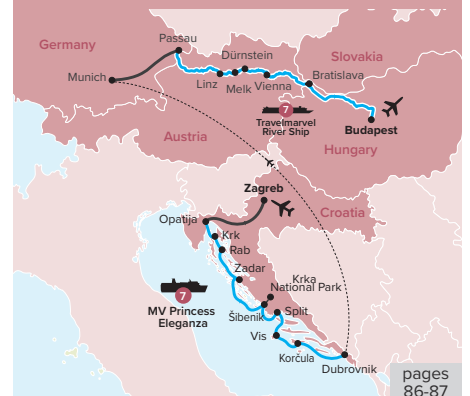 Germany
Passau
Dürnstein
Slovakia
Munich
Linz
Melk
Vienna
Bratislava
7
Travelmarvel
River Ship
Budapest
Austria
Hungary
Zagreb
Croatia
Opatija
Krk
Rab
Zadar
Krka
National Park
7
MV Princess
Eleganza
Šibenik
Split
Vis
Korčula
Dubrovnik
pages
86-87